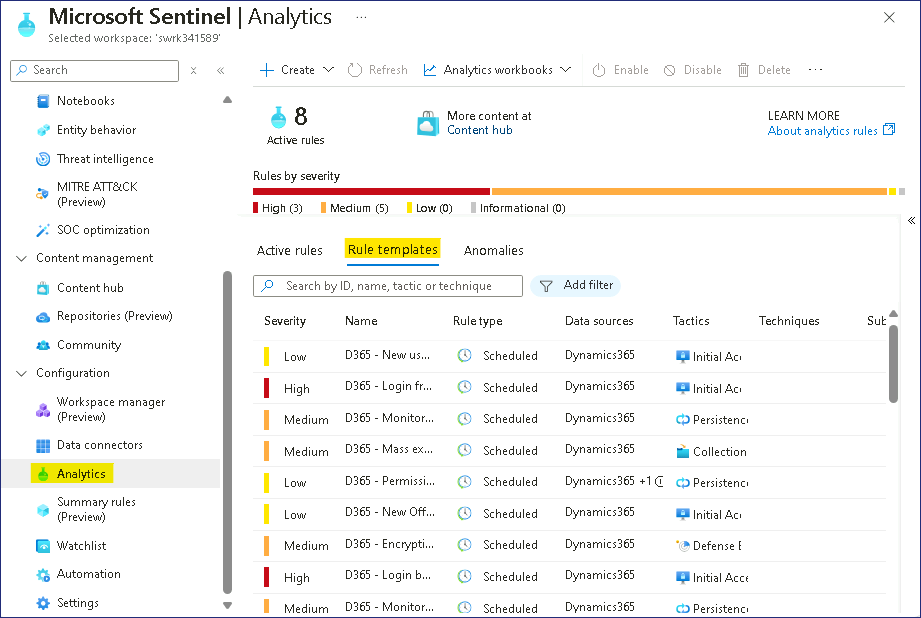 Microsoft Sentinel | Analytics ...
Selected workspace: 'swrk341589'
Search
Notebooks
Entity behavior
Threat intelligence
MITRE ATT&CK
(Preview)
SOC optimization
Content management
Content hub
Repositories (Preview)
Community
Configuration
Workspace manager
(Preview)
Data connectors
Analytics
Summary rules
(Preview)
Watchlist
Automation
Settings
Create Refresh Analytics workbooks Enable Disable Delete ...
8
Active rules
More content at
Content hub
LEARN MORE
About analytics rules
Rules by severity
High (3) Medium (5) Low (0) Informational (0)
Active rules Rule templates Anomalies
Search by ID, name, tactic or technique Add filter
Severity Name Rule type Data sources Tactics Techniques Sub
Low D365 - New us... Scheduled Dynamics365 Initial Acc
High D365 - Login fr... Scheduled Dynamics365 Initial Acc
Medium D365 - Monitor... Scheduled Dynamics365 Persistence
Medium D365 - Mass ex... Scheduled Dynamics365 Collection
Low D365 - Permissi... Scheduled Dynamics365 +1 Persistence
Low D365 - New Off... Scheduled Dynamics365 Initial Acc
Medium D365 - Encrypti... Scheduled Dynamics365 Defense E
High D365 - Login b... Scheduled Dynamics365 Initial Acce
Medium D365 - Monitor... Scheduled Dynamics365 Persistence